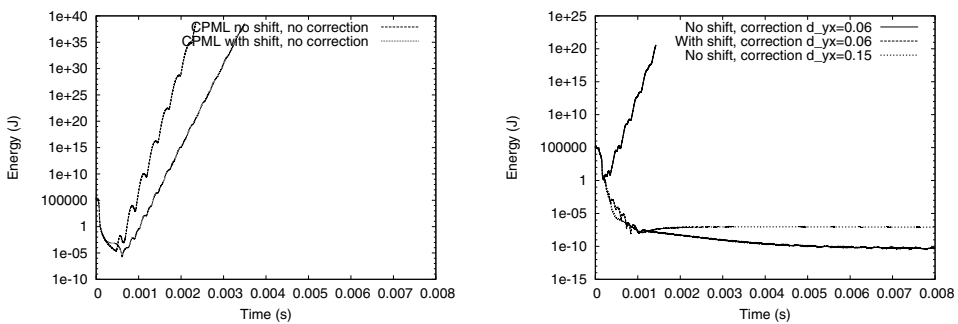 1e+40
1e+35
1e+30
1e+25
1e+20
1e+15
1e+10
100000
1
1e-05
1e-10
Energy (J)
CPML no shift, no correction
CPML with shift, no correction
0 0.001 0.002 0.003 0.004 0.005 0.006 0.007 0.008
Time (s)
1e+25
1e+20
1e+15
1e+10
100000
1
1e-05
1e-10
1e-15
Energy (J)
No shift, correction d_yx=0.06
With shift, correction d_yx=0.06
No shift, correction d_yx=0.15
0 0.001 0.002 0.003 0.004 0.005 0.006 0.007 0.008
Time (s)